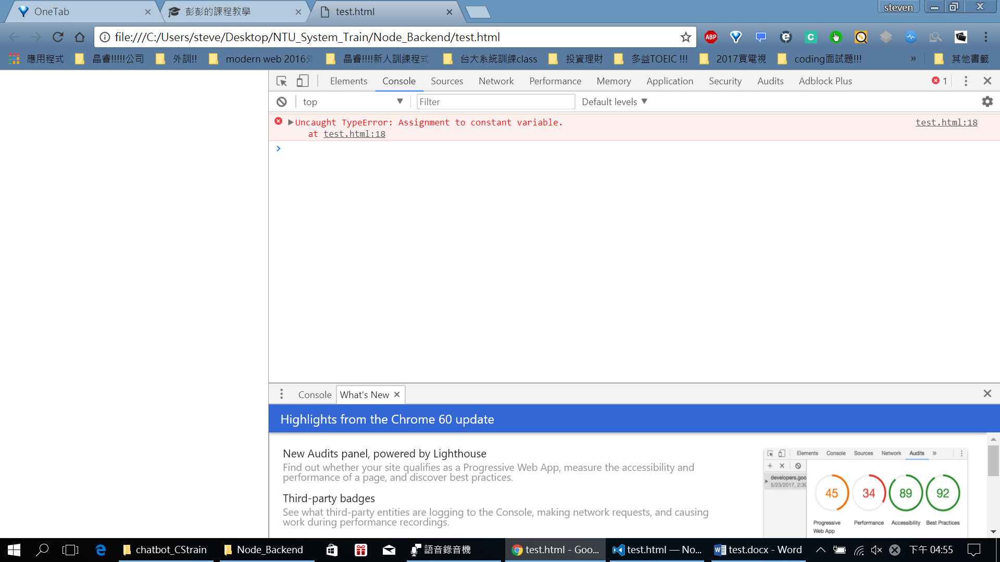 OneTab
彭彭的課程教學
test.html
steven
file:///C:/Users/steve/Desktop/NTU_System_Train/Node_Backend/test.html
ABP
應用程式
晶睿!!!!!公司
外訓!!
modern web 2016外
晶睿!!!!新人訓練程式
台大系統訓練class
投資理財
多益TOEIC !!!
2017買電視
coding面試題!!!
»
其他書籤
Elements
Console
Sources
Network
Performance
Memory
Application
Security
Audits
Adblock Plus
1
top
Filter
Default levels
Uncaught TypeError: Assignment to constant variable.
test.html:18
at test.html:18
Console
What's New
Highlights from the Chrome 60 update
New Audits panel, powered by Lighthouse
Find out whether your site qualifies as a Progressive Web App, measure the accessibility and
performance of a page, and discover best practices.
Third-party badges
See what third-party entities are logging to the Console, making network requests, and causing
work during performance recordings.
Elements
Console
Sources
Network
Audits
»
developers.goo
5/23/2017, 2:39
45
34
89
92
Progressive
Web App
Performance
Accessibility
Best Practices
chatbot_CStrain
Node_Backend
語音錄音機
test.html - Goo...
test.html — No...
test.docx - Word
下午 04:55